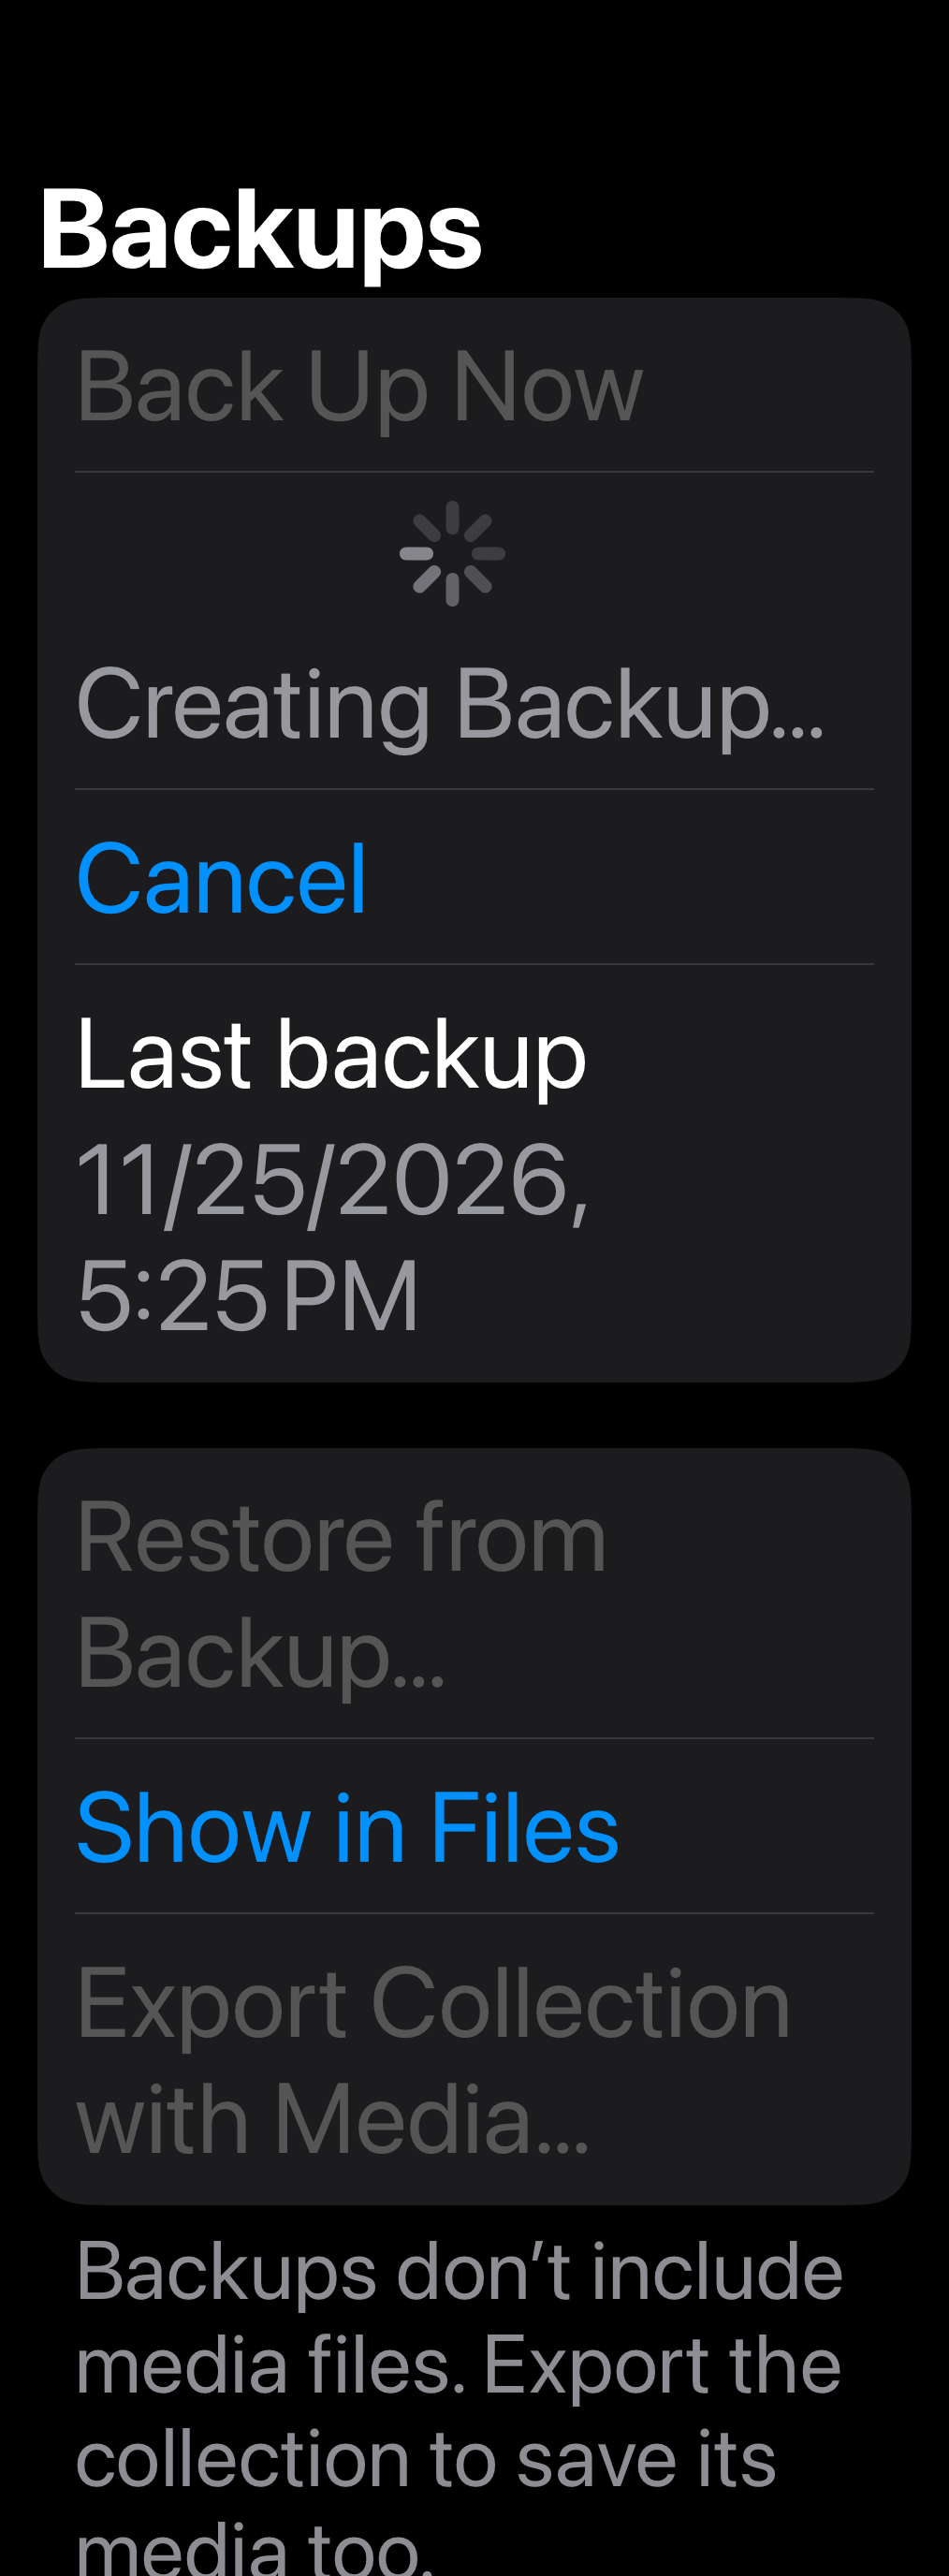 Backups
Back Up Now
Creating Backup...
Cancel
Last backup
11/25/2026,
5:25 PM
Restore from
Backup...
Show in Files
Export Collection
with Media...
Backups don’t include
media files. Export the
collection to save its
media too.